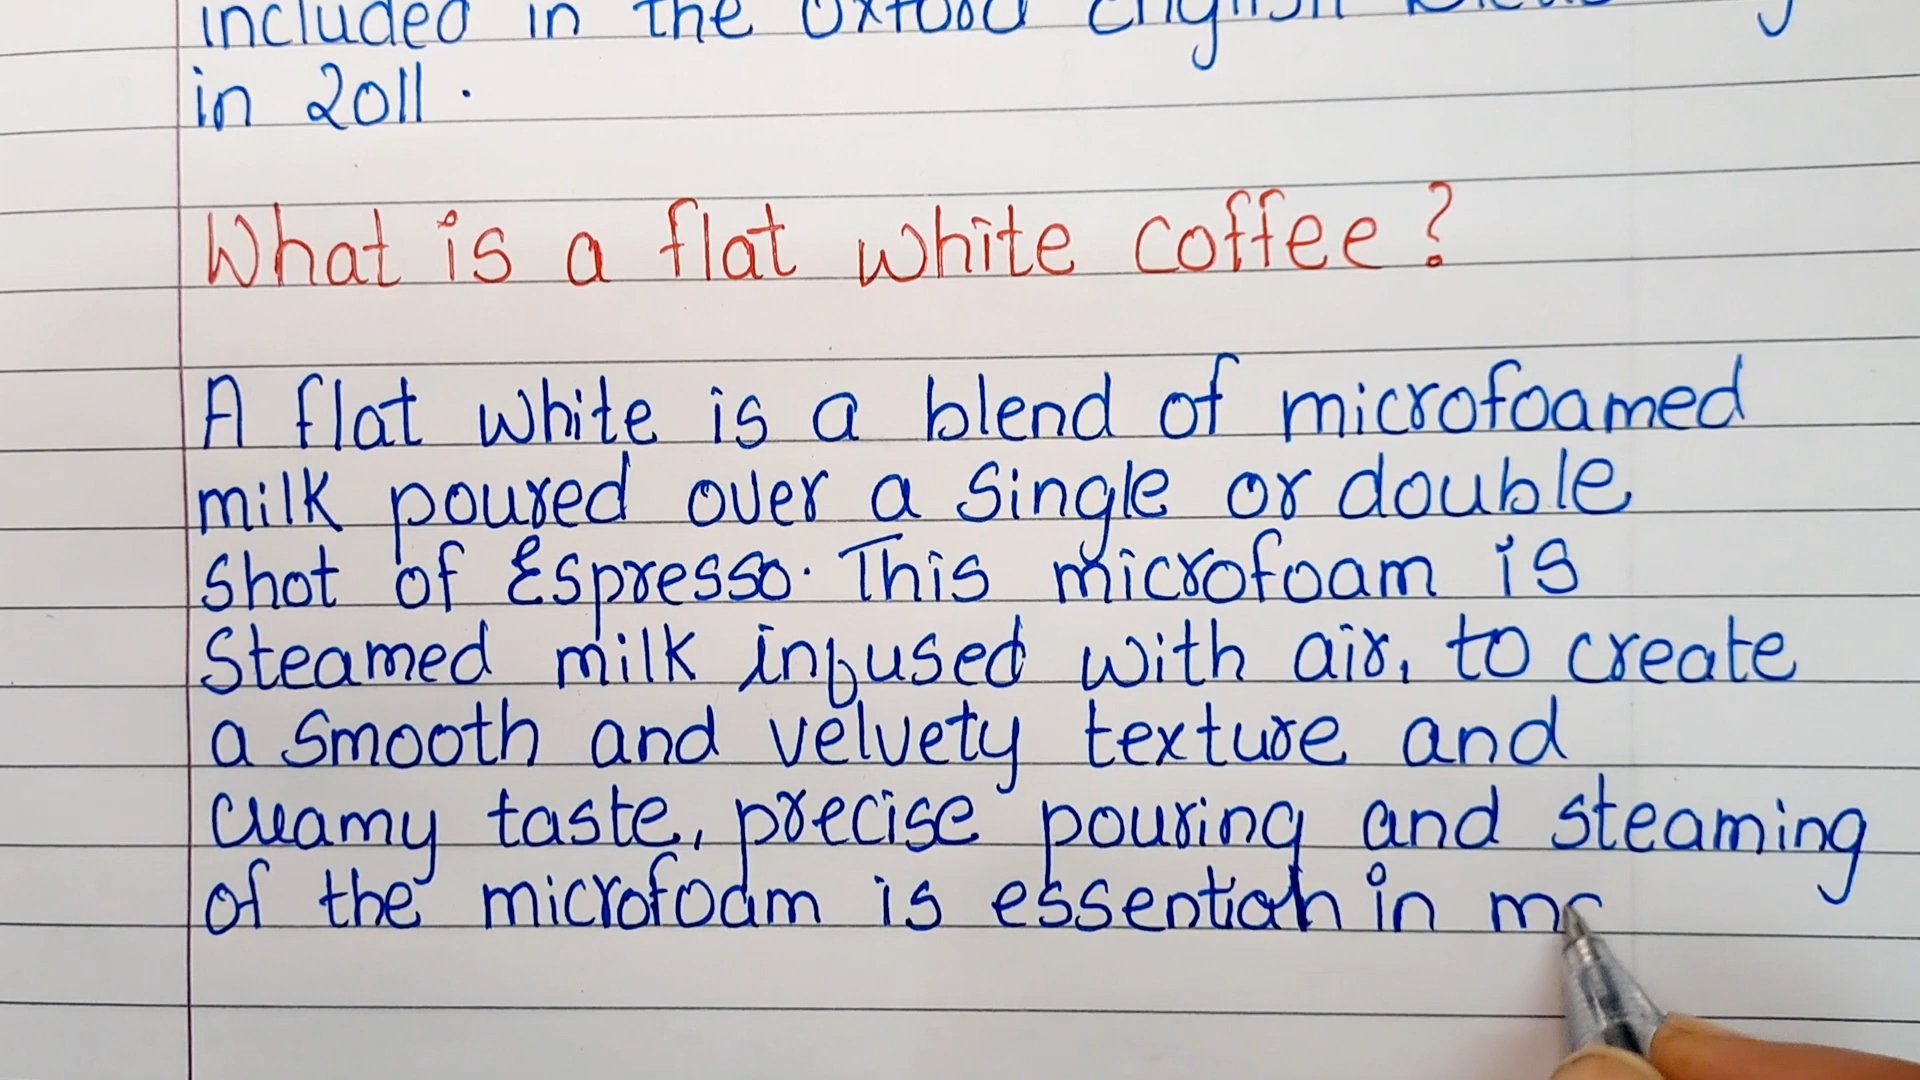 included in the Oxford English
in 2011.
What is a flat white coffee?
A flat white is a blend of microfoamed
milk poured over a single or double
shot of Espresso. This microfoam is
steamed milk infused with air, to create
a smooth and velvety texture and
creamy taste, precise pouring and steaming
of the microfoam is essential in